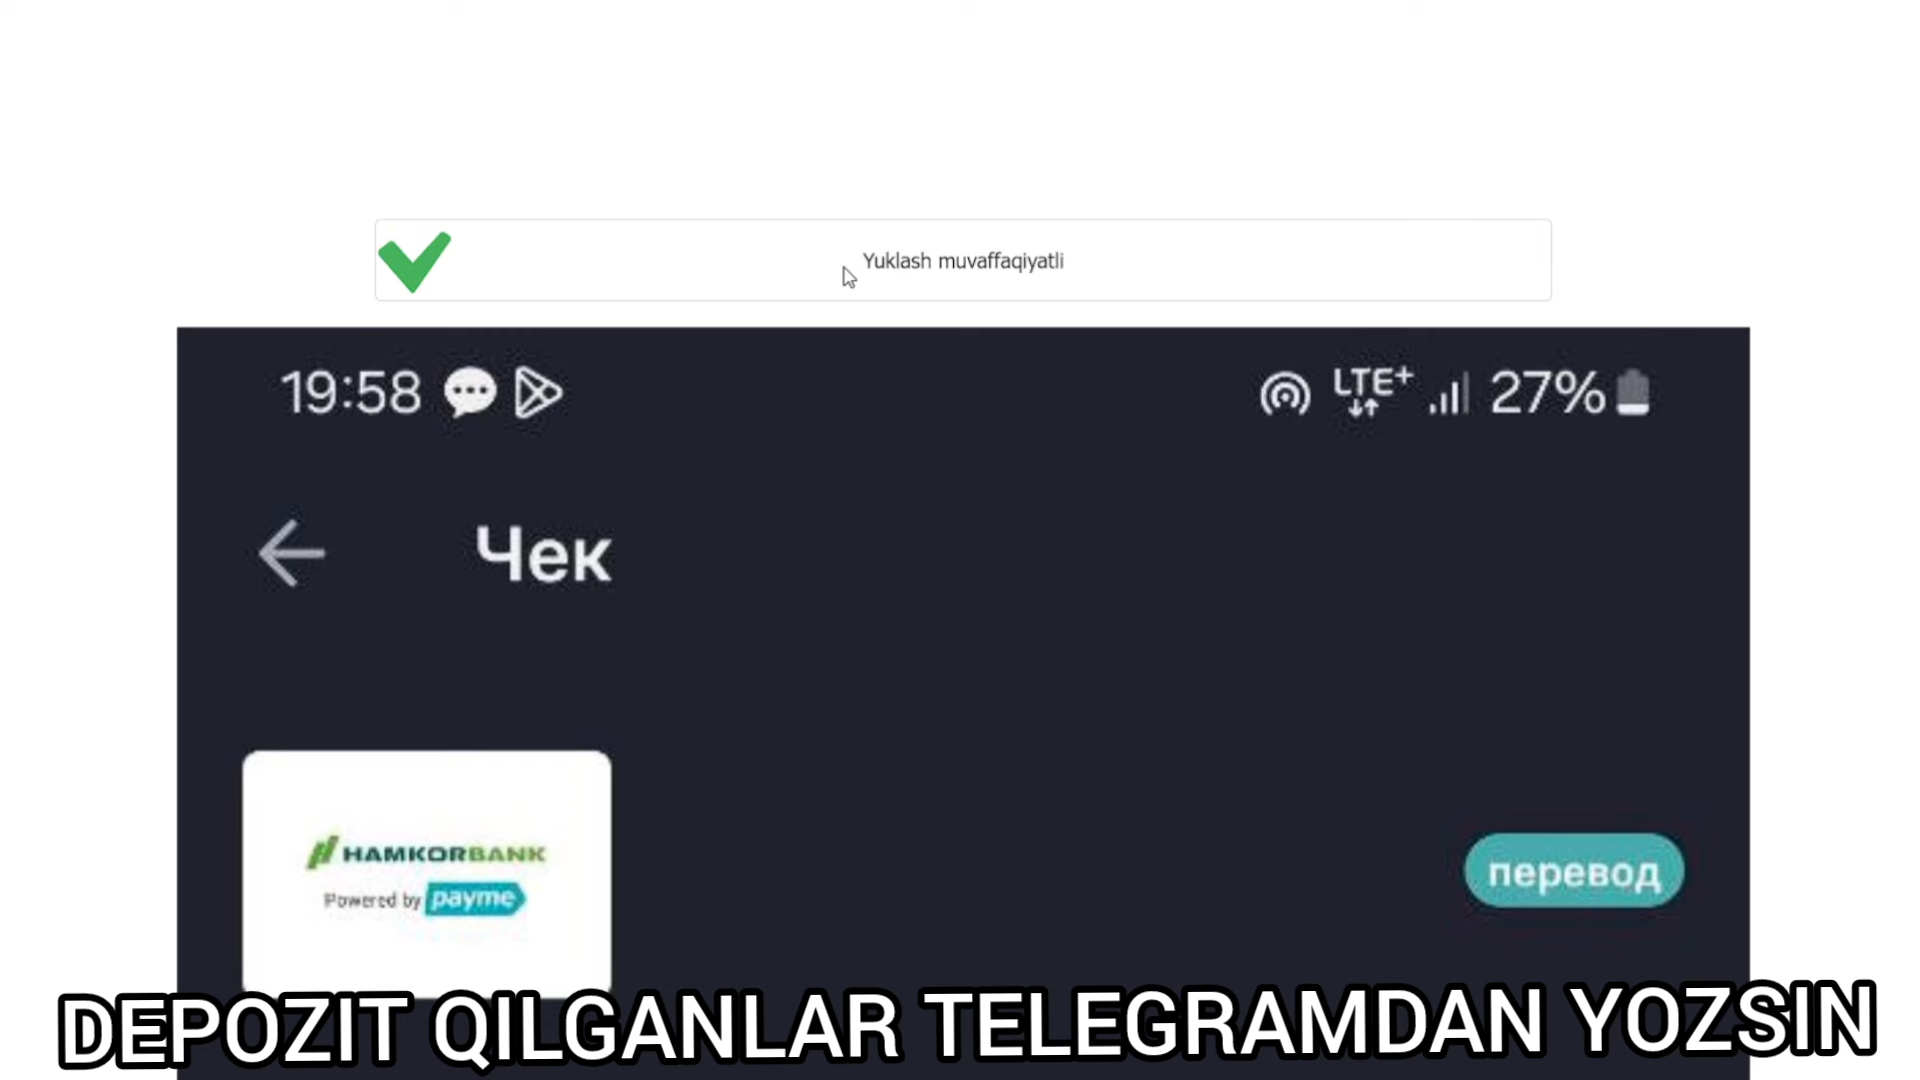 Yuklash muvaffaqiyatli
19:58
LTE+
27%
Чек
HAMKORBANK
Powered by payme
перевод
DEPOZIT QILGANLAR TELEGRAMDAN YOZSIN